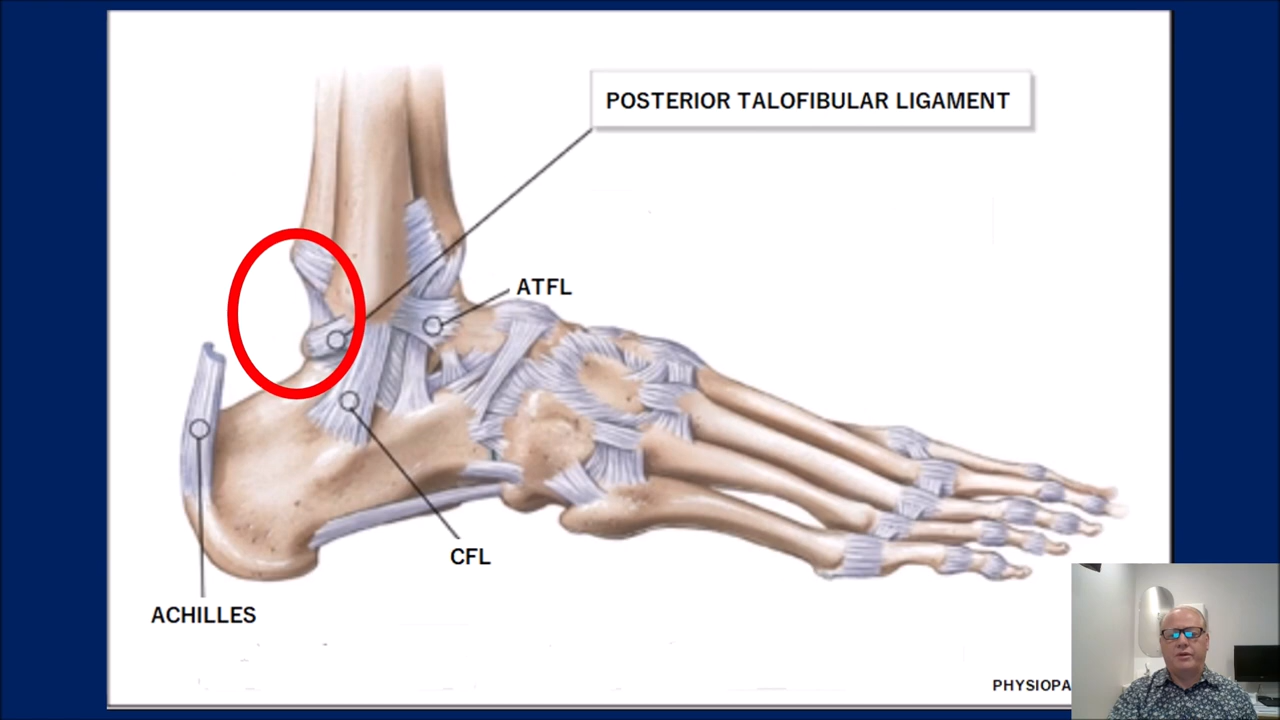 POSTERIOR TALOFIBULAR LIGAMENT
ATFL
CFL
ACHILLES
PHYSIOPA